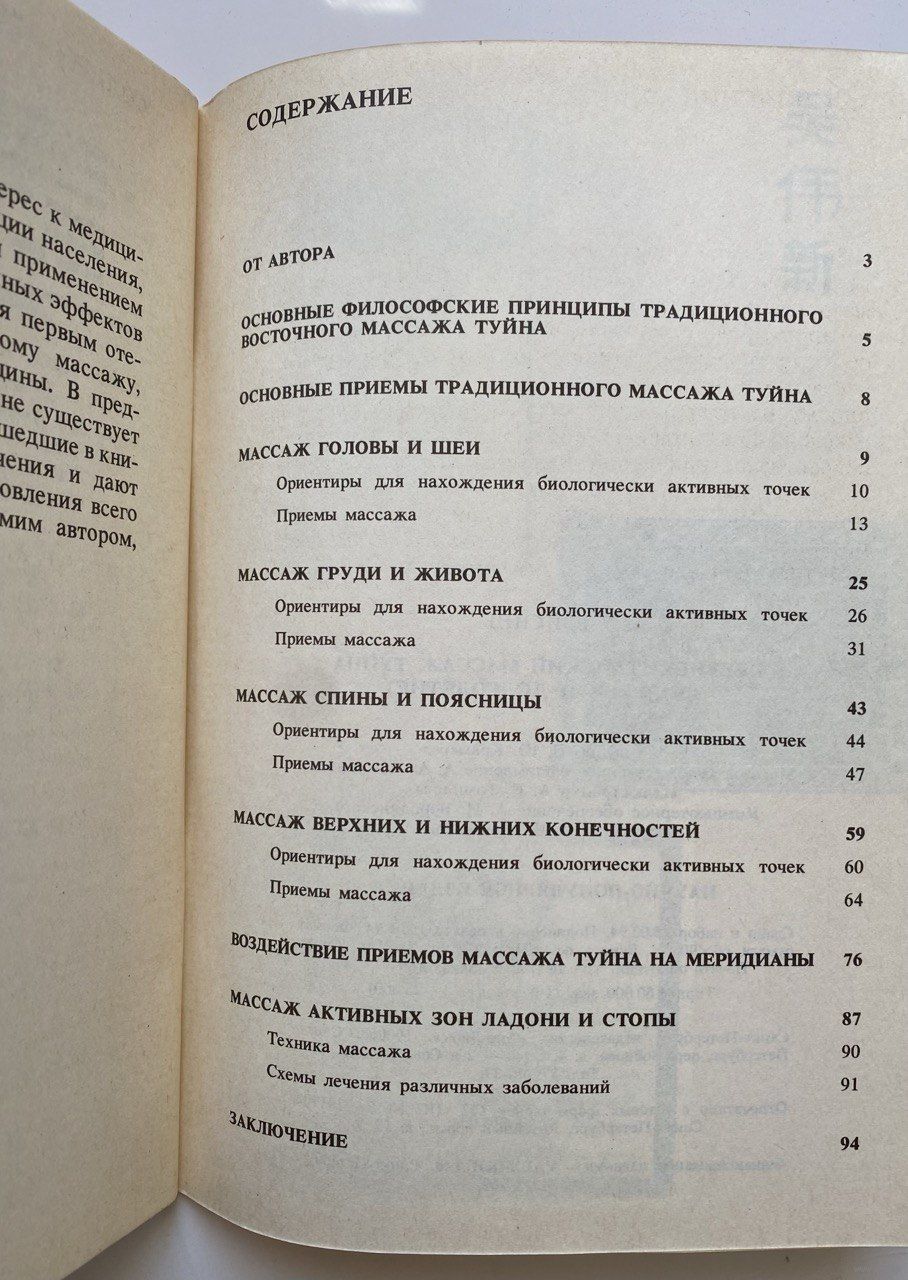 ерес к медици-
ции населения,
применением
ных эффектов
я первым оте-
ому массажу,
цины. В пред-
не существует
шедшие в кни-
чения и дают
овления всего
мим автором,
СОДЕРЖАНИЕ
ОТ АВТОРА 3
ОСНОВНЫЕ ФИЛОСОФСКИЕ ПРИНЦИПЫ ТРАДИЦИОННОГО
ВОСТОЧНОГО МАССАЖА ТУЙНА 5
ОСНОВНЫЕ ПРИЕМЫ ТРАДИЦИОННОГО МАССАЖА ТУЙНА 8
МАССАЖ ГОЛОВЫ И ШЕИ 9
Ориентиры для нахождения биологически активных точек 10
Приемы массажа 13
МАССАЖ ГРУДИ И ЖИВОТА 25
Ориентиры для нахождения биологически активных точек 26
Приемы массажа 31
МАССАЖ СПИНЫ И ПОЯСНИЦЫ 43
Ориентиры для нахождения биологически активных точек 44
Приемы массажа 47
МАССАЖ ВЕРХНИХ И НИЖНИХ КОНЕЧНОСТЕЙ 59
Ориентиры для нахождения биологически активных точек 60
Приемы массажа 64
ВОЗДЕЙСТВИЕ ПРИЕМОВ МАССАЖА ТУЙНА НА МЕРИДИАНЫ 76
МАССАЖ АКТИВНЫХ ЗОН ЛАДОНИ И СТОПЫ 87
Техника массажа 90
Схемы лечения различных заболеваний 91
ЗАКЛЮЧЕНИЕ 94